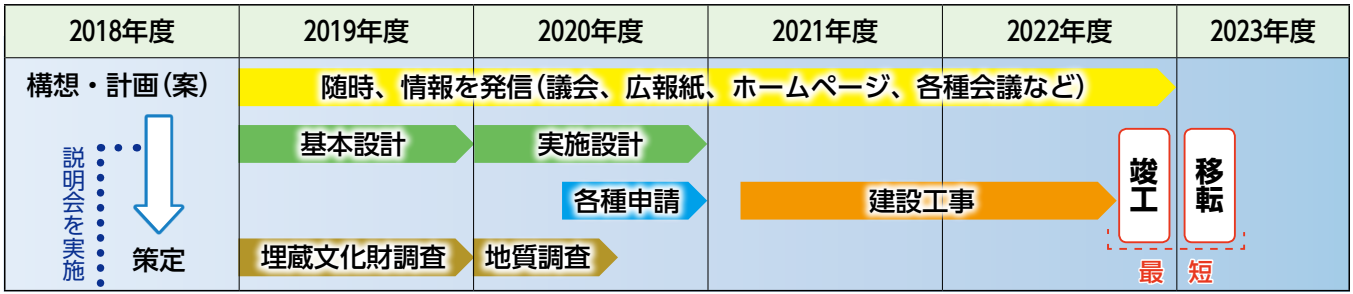 2018年度 2019年度 2020年度 2021年度 2022年度 2023年度
構想・計画(案)
説明会を実施
策定
随時、情報を発信(議会、広報紙、ホームページ、各種会議など)
基本設計 実施設計
各種申請 建設工事
埋蔵文化財調査 地質調査
竣工
移転
最短